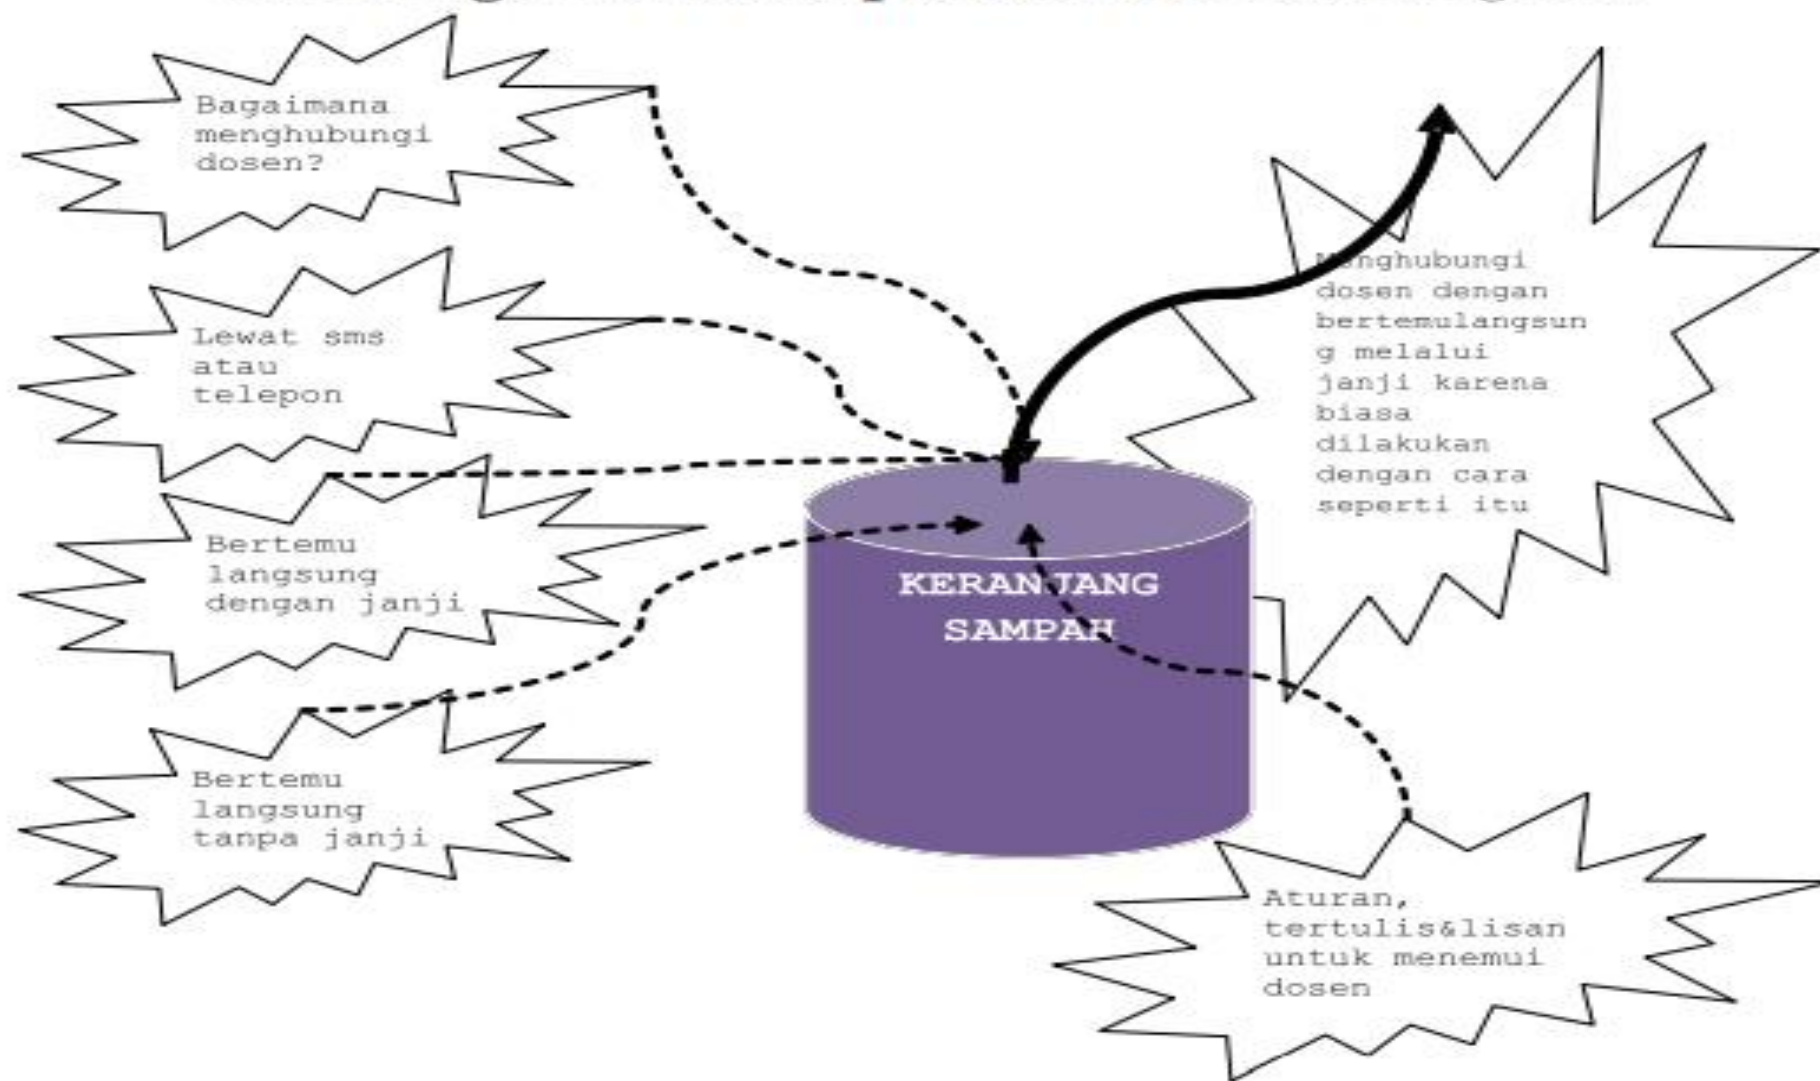 Bagaimana
menghubungi
dosen?
Lewat sms
atau
telepon
Bertemu
langsung
dengan janji
Bertemu
langsung
tanpa janji
KERANJANG
SAMPAH
Menghubungi
dosen dengan
bertemulangsun
g melalui
janji karena
biasa
dilakukan
dengan cara
seperti itu
Aturan,
tertulis&lisan
untuk menemui
dosen